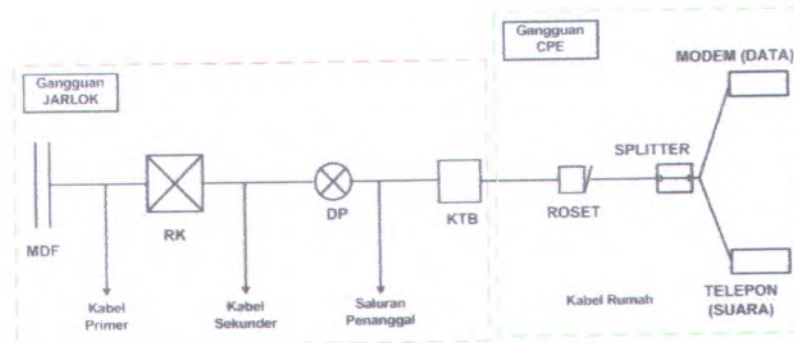 Gangguan
CPE
MODEM (DATA)
Gangguan
JARLOK
SPLITTER
MDF
RK
DP
KTB
ROSET
Kabel
Primer
Kabel
Sekunder
Saluran
Penanggal
Kabel Rumah
TELEPON
(SUARA)